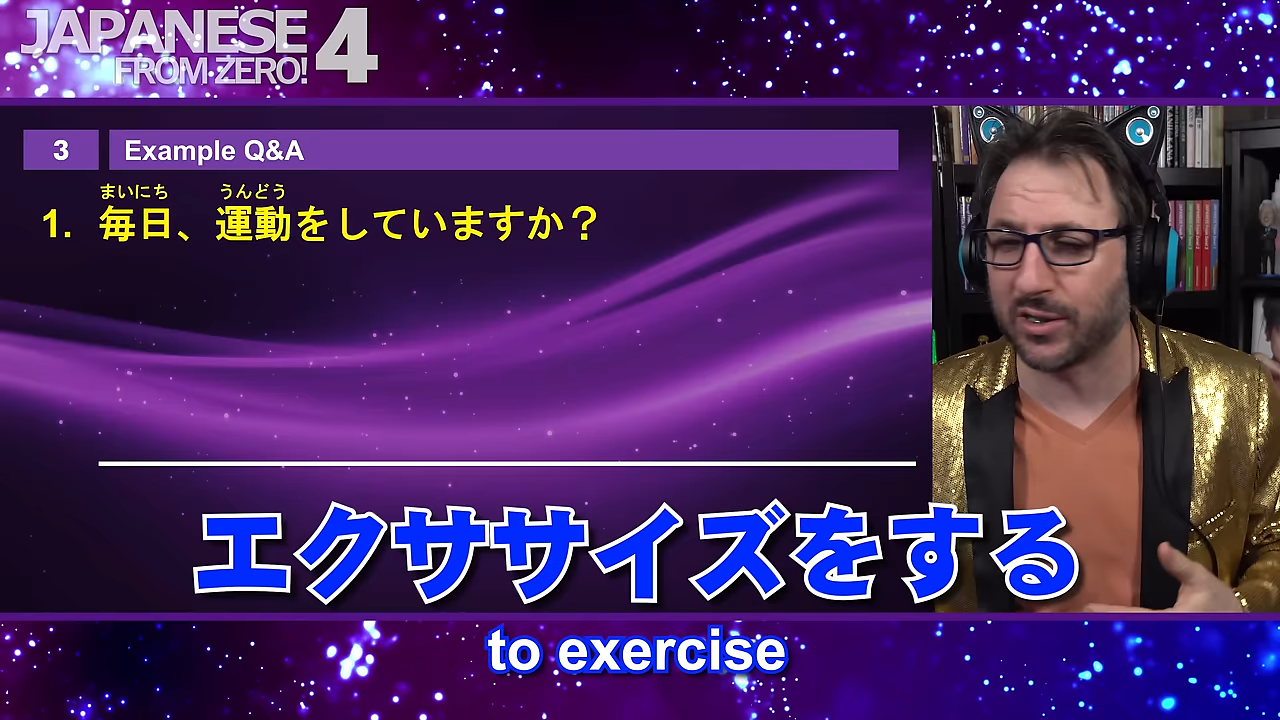 JAPANESE
FROM ZERO! 4
3 Example Q&A
まいにち うんどう
1. 毎日、運動をしていますか？
エクササイズをする
to exercise